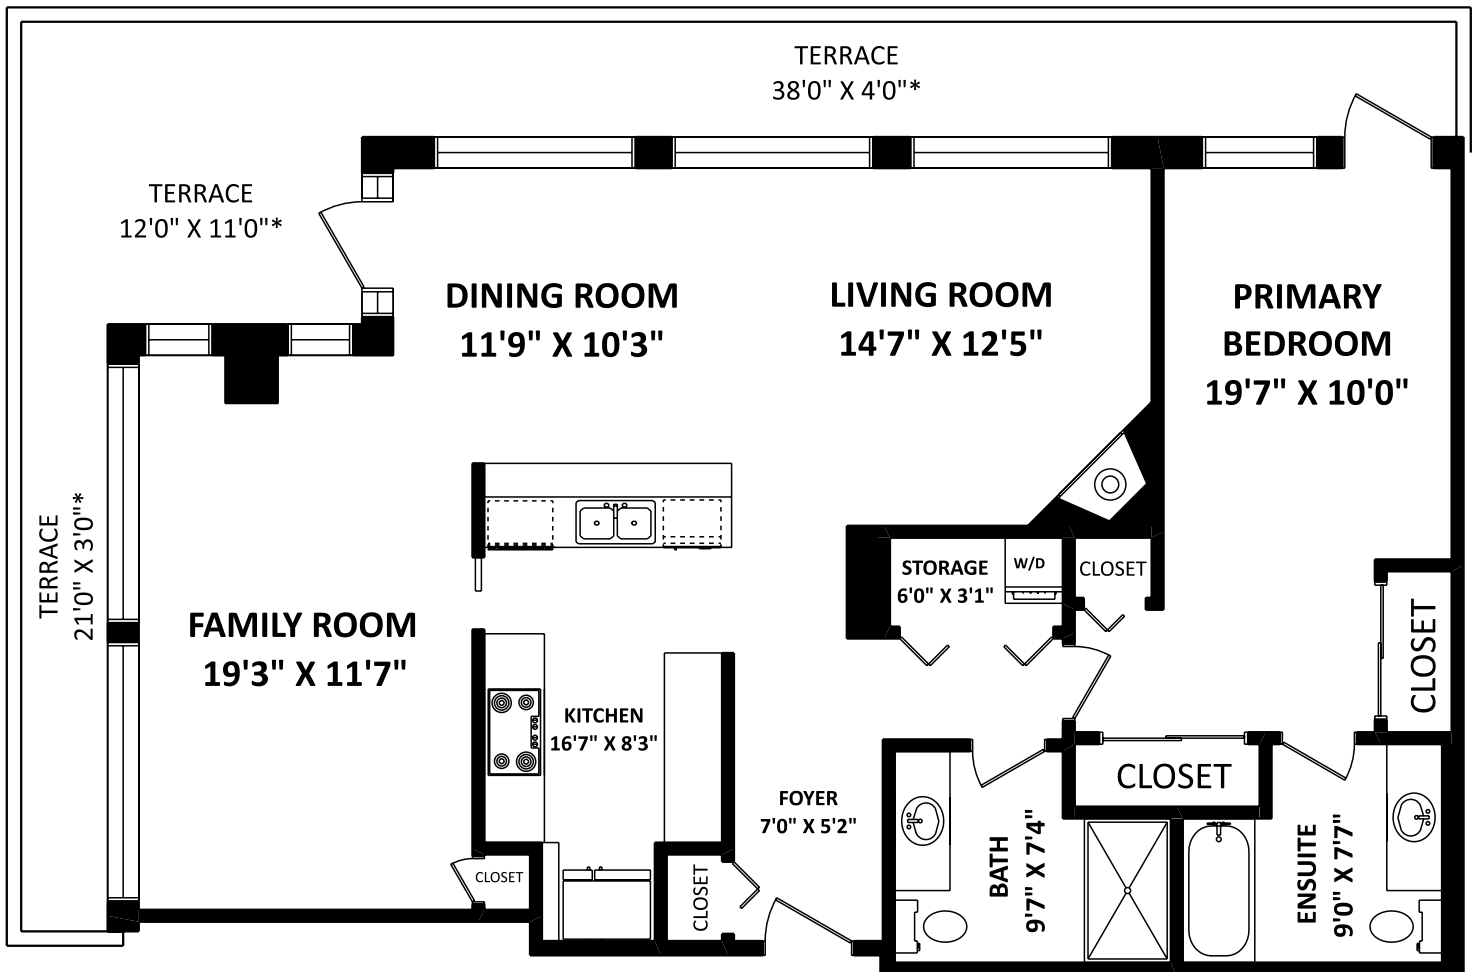 TERRACE
38'0" X 4'0"*
TERRACE
12'0" X 11'0"*
DINING ROOM
11'9" X 10'3"
LIVING ROOM
14'7" X 12'5"
PRIMARY
BEDROOM
19'7" X 10'0"
TERRACE
21'0" X 3'0"*
FAMILY ROOM
19'3" X 11'7"
STORAGE
6'0" X 3'1"
W/D
CLOSET
CLOSET
KITCHEN
16'7" X 8'3"
FOYER
7'0" X 5'2"
CLOSET
CLOSET
CLOSET
BATH
9'7" X 7'4"
ENSUITE
9'0" X 7'7"